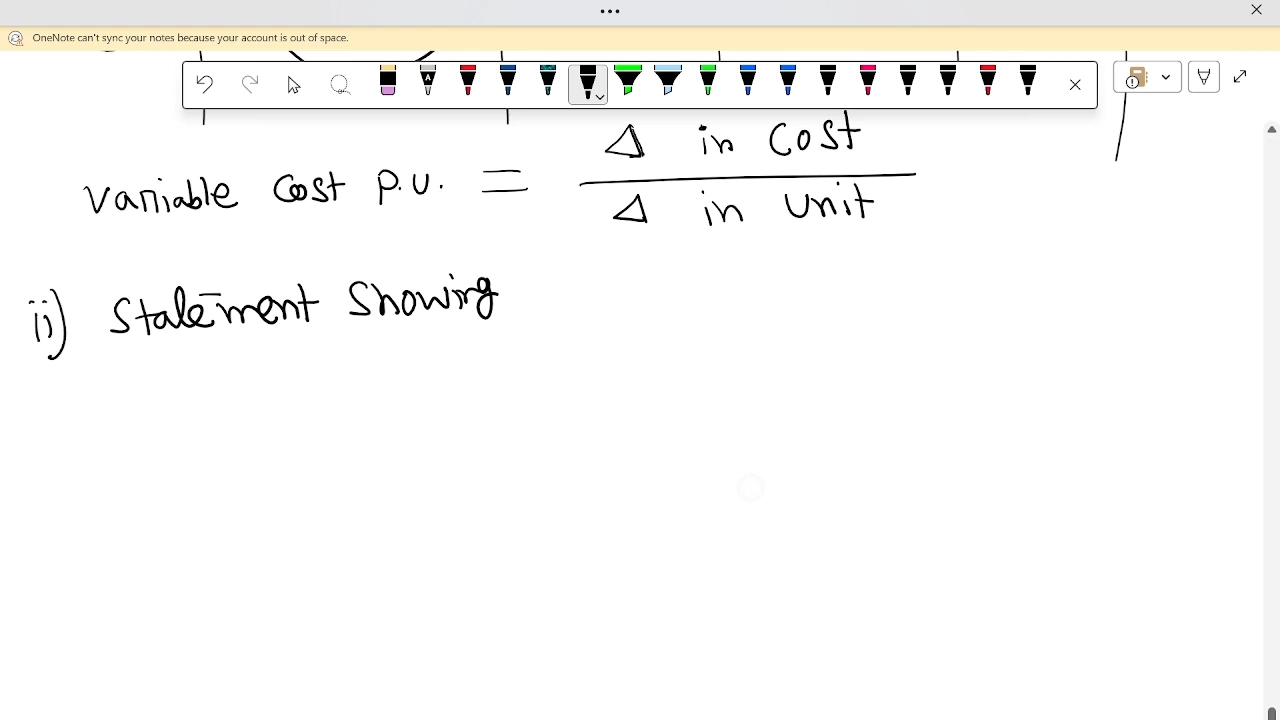 OneNote can't sync your notes because your account is out of space.
Δ in Cost
Variable Cost p.u. =
Δ in Unit
ii) Statement Showing